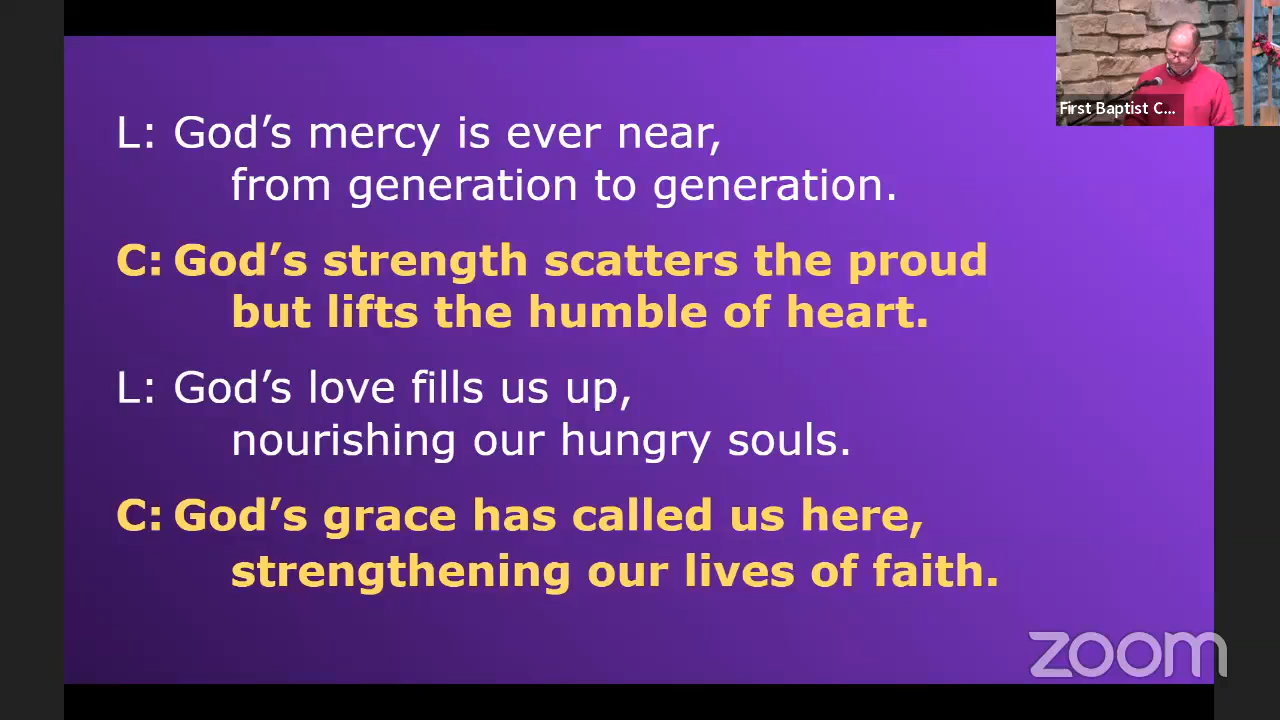 First Baptist C...
L: God’s mercy is ever near,
from generation to generation.
C: God’s strength scatters the proud
but lifts the humble of heart.
L: God’s love fills us up,
nourishing our hungry souls.
C: God’s grace has called us here,
strengthening our lives of faith.
zoom